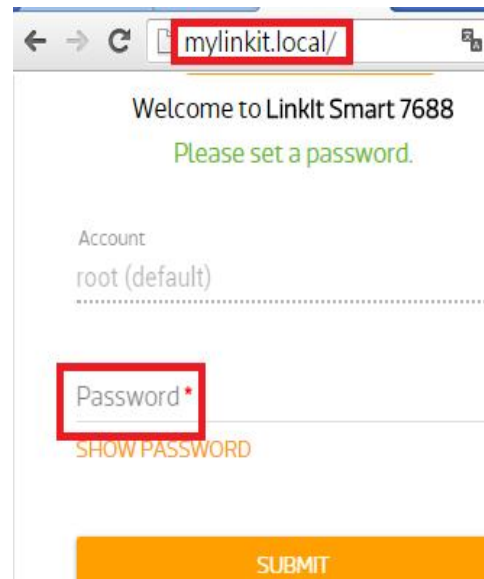 mylinkit.local/
Welcome to LinkIt Smart 7688
Please set a password.
Account
root (default)
Password *
SHOW PASSWORD
SUBMIT